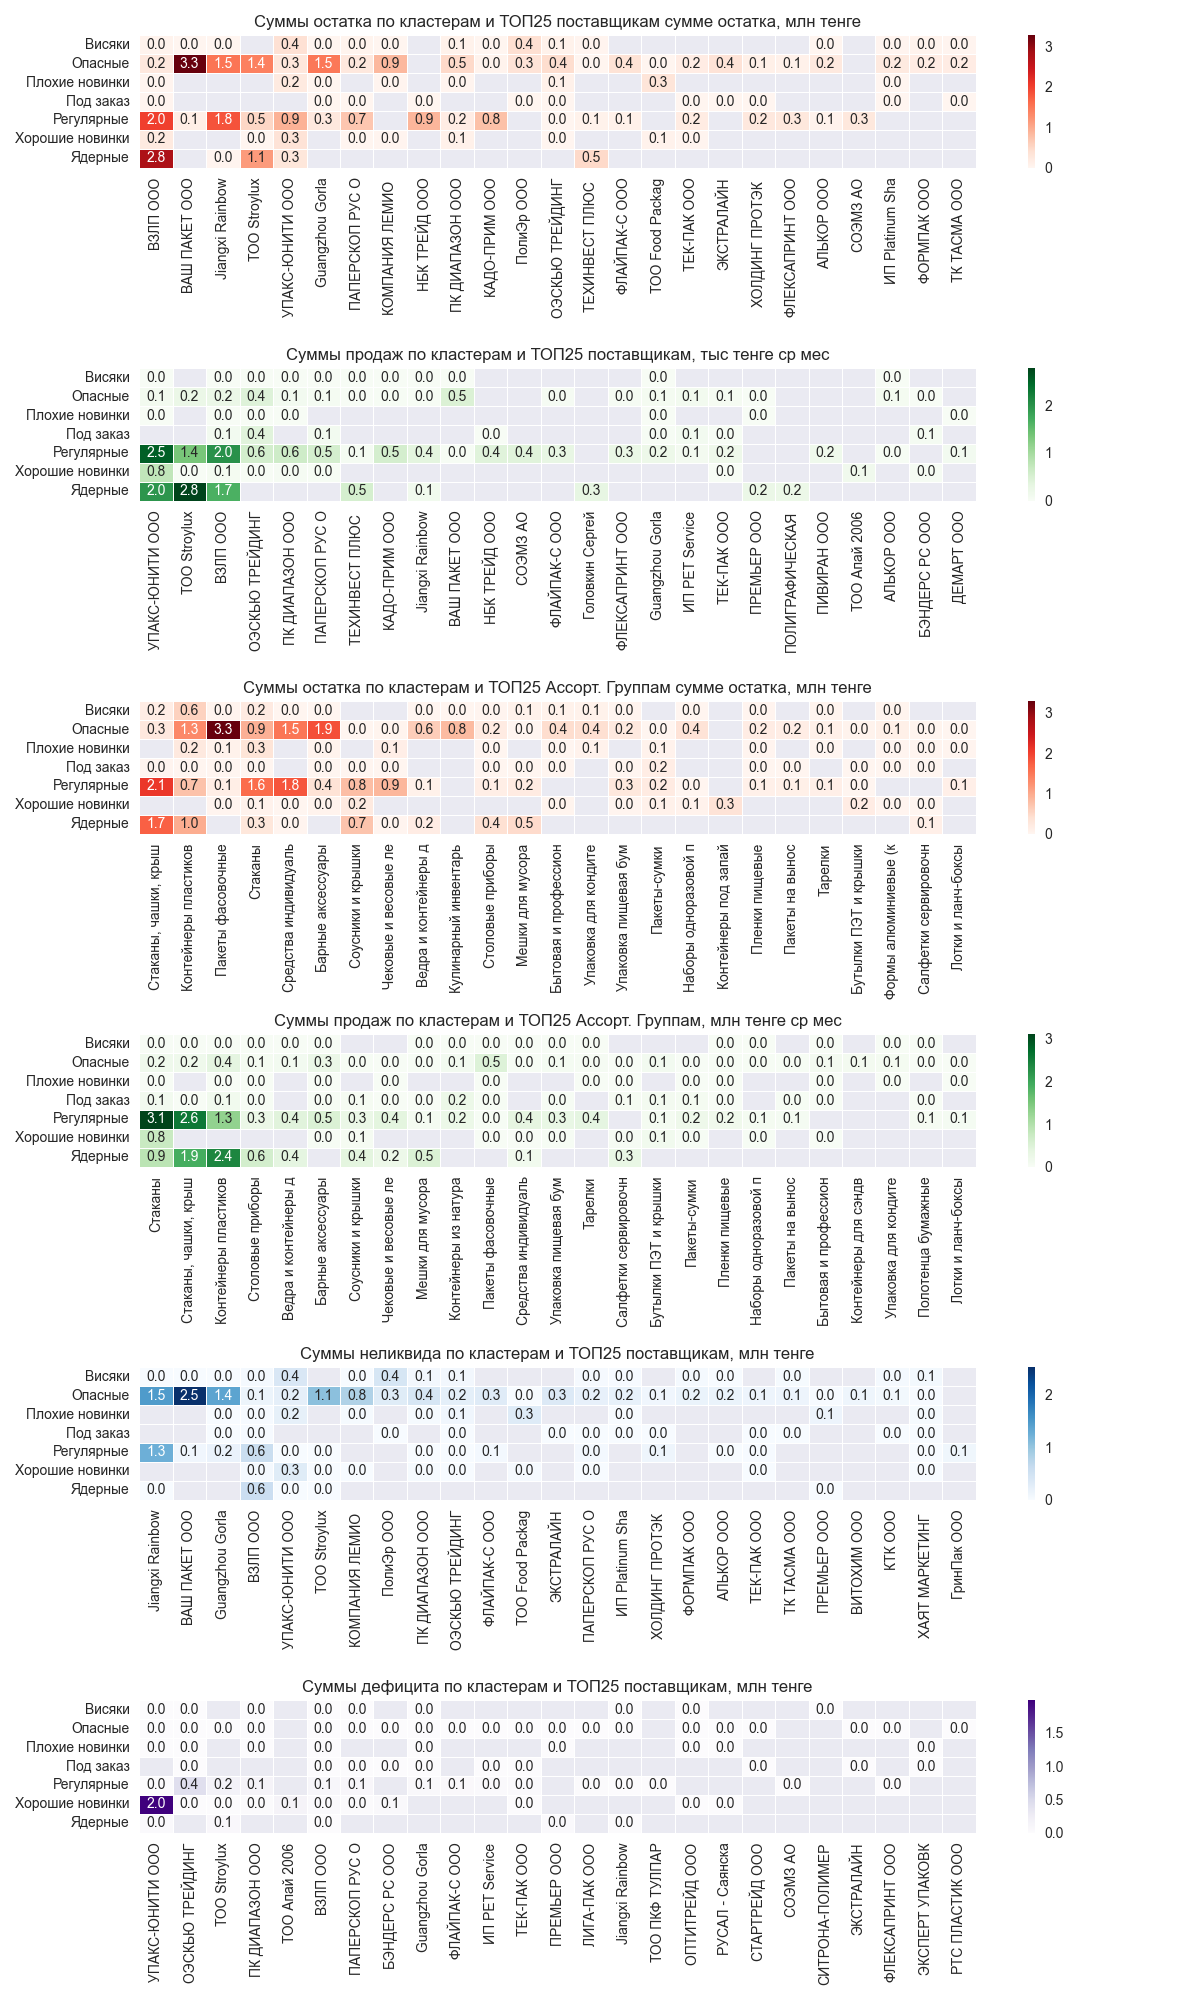 Суммы остатка по кластерам и ТОП25 поставщикам сумме остатка, млн тенге
Висяки 0.0 0.0 0.0 0.4 0.0 0.0 0.0 0.1 0.0 0.4 0.1 0.0 0.0 0.0 0.0 0.0
Опасные 0.2 3.3 1.5 1.4 0.3 1.5 0.2 0.9 0.5 0.0 0.3 0.4 0.0 0.4 0.0 0.2 0.4 0.1 0.1 0.2 0.2 0.2 0.2
Плохие новинки 0.0 0.2 0.0 0.0 0.0 0.1 0.3 0.0
Под заказ 0.0 0.0 0.0 0.0 0.0 0.0 0.0 0.0 0.0 0.0 0.0
Регулярные 2.0 0.1 1.8 0.5 0.9 0.3 0.7 0.9 0.2 0.8 0.0 0.1 0.1 0.2 0.2 0.3 0.1 0.3
Хорошие новинки 0.2 0.0 0.3 0.0 0.0 0.1 0.0 0.1 0.0
Ядерные 2.8 0.0 1.1 0.3 0.5
3
2
1
0
ВЗЛП ООО
ВАШ ПАКЕТ ООО
Jiangxi Rainbow
ТОО Stroylux
УПАКС-ЮНИТИ ООО
Guangzhou Gorla
ПАПЕРСКОП РУС О
КОМПАНИЯ ЛЕМИО
НБК ТРЕЙД ООО
ПК ДИАПАЗОН ООО
КАДО-ПРИМ ООО
ПолиЭр ООО
ОЭСКЬЮ ТРЕЙДИНГ
ТЕХИНВЕСТ ПЛЮС
ФЛАЙПАК-С ООО
ТОО Food Packag
ТЕК-ПАК ООО
ЭКСТРАЛАЙН
ХОЛДИНГ ПРОТЭК
ФЛЕКСАПРИНТ ООО
АЛЬКОР ООО
СОЭМЗ АО
ИП Platinum Sha
ФОРМПАК ООО
ТК ТАСМА ООО
Суммы продаж по кластерам и ТОП25 поставщикам, тыс тенге ср мес
Висяки 0.0 0.0 0.0 0.0 0.0 0.0 0.0 0.0 0.0 0.0 0.0
Опасные 0.1 0.2 0.2 0.4 0.1 0.1 0.0 0.0 0.0 0.5 0.0 0.0 0.1 0.1 0.1 0.0 0.1 0.0
Плохие новинки 0.0 0.0 0.0 0.0 0.0 0.0 0.0
Под заказ 0.1 0.4 0.1 0.0 0.0 0.1 0.0 0.1
Регулярные 2.5 1.4 2.0 0.6 0.6 0.5 0.1 0.5 0.4 0.0 0.4 0.4 0.3 0.3 0.2 0.1 0.2 0.2 0.0 0.1
Хорошие новинки 0.8 0.0 0.1 0.0 0.0 0.0 0.0 0.1 0.0
Ядерные 2.0 2.8 1.7 0.5 0.1 0.3 0.2 0.2
2
1
0
УПАКС-ЮНИТИ ООО
ТОО Stroylux
ВЗЛП ООО
ОЭСКЬЮ ТРЕЙДИНГ
ПК ДИАПАЗОН ООО
ПАПЕРСКОП РУС О
ТЕХИНВЕСТ ПЛЮС
КАДО-ПРИМ ООО
Jiangxi Rainbow
ВАШ ПАКЕТ ООО
НБК ТРЕЙД ООО
СОЭМЗ АО
ФЛАЙПАК-С ООО
Головкин Сергей
ФЛЕКСАПРИНТ ООО
Guangzhou Gorla
ИП PET Service
ТЕК-ПАК ООО
ПРЕМЬЕР ООО
ПОЛИГРАФИЧЕСКАЯ
ПИВИРАН ООО
ТОО Апай 2006
АЛЬКОР ООО
БЭНДЕРС РС ООО
ДЕМАРТ ООО
Суммы остатка по кластерам и ТОП25 Ассорт. Группам сумме остатка, млн тенге
Висяки 0.2 0.6 0.0 0.2 0.0 0.0 0.0 0.0 0.0 0.1 0.1 0.1 0.0 0.0 0.0 0.0 0.0
Опасные 0.3 1.3 3.3 0.9 1.5 1.9 0.0 0.0 0.6 0.8 0.2 0.0 0.4 0.4 0.2 0.0 0.4 0.2 0.2 0.1 0.0 0.1 0.0 0.0
Плохие новинки 0.2 0.1 0.3 0.0 0.1 0.0 0.0 0.1 0.1 0.0 0.0 0.0 0.0 0.0
Под заказ 0.0 0.0 0.0 0.0 0.0 0.0 0.0 0.0 0.0 0.0 0.0 0.0 0.2 0.0 0.0 0.0 0.0 0.0
Регулярные 2.1 0.7 0.1 1.6 1.8 0.4 0.8 0.9 0.1 0.1 0.2 0.3 0.2 0.0 0.1 0.1 0.1 0.0 0.1
Хорошие новинки 0.0 0.1 0.0 0.0 0.2 0.0 0.0 0.1 0.1 0.3 0.2 0.0 0.0
Ядерные 1.7 1.0 0.3 0.0 0.7 0.0 0.2 0.4 0.5 0.1
3
2
1
0
Стаканы, чашки, крыш
Контейнеры пластиков
Пакеты фасовочные
Стаканы
Средства индивидуаль
Барные аксессуары
Соусники и крышки
Чековые и весовые ле
Ведра и контейнеры д
Кулинарный инвентарь
Столовые приборы
Мешки для мусора
Бытовая и профессион
Упаковка для кондите
Упаковка пищевая бум
Пакеты-сумки
Наборы одноразовой п
Контейнеры под запай
Пленки пищевые
Пакеты на вынос
Тарелки
Бутылки ПЭТ и крышки
Формы алюминиевые (к
Салфетки сервировочн
Лотки и ланч-боксы
Суммы продаж по кластерам и ТОП25 Ассорт. Группам, млн тенге ср мес
Висяки 0.0 0.0 0.0 0.0 0.0 0.0 0.0 0.0 0.0 0.0 0.0 0.0 0.0 0.0 0.0 0.0 0.0
Опасные 0.2 0.2 0.4 0.1 0.1 0.3 0.0 0.0 0.0 0.1 0.5 0.0 0.1 0.0 0.0 0.1 0.0 0.0 0.0 0.0 0.1 0.1 0.1 0.0 0.0
Плохие новинки 0.0 0.0 0.0 0.0 0.0 0.0 0.0 0.0 0.0 0.0 0.0 0.0 0.0
Под заказ 0.1 0.0 0.1 0.0 0.0 0.1 0.0 0.0 0.2 0.0 0.0 0.1 0.1 0.1 0.0 0.0 0.0 0.0
Регулярные 3.1 2.6 1.3 0.3 0.4 0.5 0.3 0.4 0.1 0.2 0.0 0.4 0.3 0.4 0.1 0.2 0.2 0.1 0.1 0.1 0.1
Хорошие новинки 0.8 0.0 0.1 0.0 0.0 0.0 0.0 0.1 0.0 0.0 0.0
Ядерные 0.9 1.9 2.4 0.6 0.4 0.4 0.2 0.5 0.1 0.3
3
2
1
0
Стаканы
Стаканы, чашки, крыш
Контейнеры пластиков
Столовые приборы
Ведра и контейнеры д
Барные аксессуары
Соусники и крышки
Чековые и весовые ле
Мешки для мусора
Контейнеры из натура
Пакеты фасовочные
Средства индивидуаль
Упаковка пищевая бум
Тарелки
Салфетки сервировочн
Бутылки ПЭТ и крышки
Пакеты-сумки
Пленки пищевые
Наборы одноразовой п
Пакеты на вынос
Бытовая и профессион
Контейнеры для сэндв
Упаковка для кондите
Полотенца бумажные
Лотки и ланч-боксы
Суммы неликвида по кластерам и ТОП25 поставщикам, млн тенге
Висяки 0.0 0.0 0.0 0.0 0.4 0.0 0.4 0.1 0.1 0.0 0.0 0.0 0.0 0.0 0.0 0.1
Опасные 1.5 2.5 1.4 0.1 0.2 1.1 0.8 0.3 0.4 0.2 0.3 0.0 0.3 0.2 0.2 0.1 0.2 0.2 0.1 0.1 0.0 0.1 0.1 0.0
Плохие новинки 0.0 0.0 0.2 0.0 0.0 0.1 0.3 0.0 0.1 0.0
Под заказ 0.0 0.0 0.0 0.0 0.0 0.0 0.0 0.0 0.0 0.0 0.0 0.0
Регулярные 1.3 0.1 0.2 0.6 0.0 0.0 0.0 0.0 0.1 0.0 0.1 0.0 0.0 0.0 0.1
Хорошие новинки 0.0 0.3 0.0 0.0 0.0 0.0 0.0 0.0 0.0 0.0
Ядерные 0.0 0.6 0.0 0.0 0.0
2
1
0
Jiangxi Rainbow
ВАШ ПАКЕТ ООО
Guangzhou Gorla
ВЗЛП ООО
УПАКС-ЮНИТИ ООО
ТОО Stroylux
КОМПАНИЯ ЛЕМИО
ПолиЭр ООО
ПК ДИАПАЗОН ООО
ОЭСКЬЮ ТРЕЙДИНГ
ФЛАЙПАК-С ООО
ТОО Food Packag
ЭКСТРАЛАЙН
ПАПЕРСКОП РУС О
ИП Platinum Sha
ХОЛДИНГ ПРОТЭК
ФОРМПАК ООО
АЛЬКОР ООО
ТЕК-ПАК ООО
ТК ТАСМА ООО
ПРЕМЬЕР ООО
ВИТОХИМ ООО
КТК ООО
ХАЯТ МАРКЕТИНГ
ГринПак ООО
Суммы дефицита по кластерам и ТОП25 поставщикам, млн тенге
Висяки 0.0 0.0 0.0 0.0 0.0 0.0 0.0 0.0 0.0
Опасные 0.0 0.0 0.0 0.0 0.0 0.0 0.0 0.0 0.0 0.0 0.0 0.0 0.0 0.0 0.0 0.0 0.0 0.0 0.0 0.0
Плохие новинки 0.0 0.0 0.0 0.0 0.0 0.0 0.0 0.0 0.0
Под заказ 0.0 0.0 0.0 0.0 0.0 0.0 0.0 0.0 0.0 0.0
Регулярные 0.0 0.4 0.2 0.1 0.1 0.1 0.1 0.1 0.0 0.0 0.0 0.0 0.0 0.0 0.0
Хорошие новинки 2.0 0.0 0.0 0.0 0.1 0.0 0.0 0.1 0.0 0.0 0.0
Ядерные 0.0 0.1 0.0 0.0 0.0
1.5
1.0
0.5
0.0
УПАКС-ЮНИТИ ООО
ОЭСКЬЮ ТРЕЙДИНГ
ТОО Stroylux
ПК ДИАПАЗОН ООО
ТОО Апай 2006
ВЗЛП ООО
ПАПЕРСКОП РУС О
БЭНДЕРС РС ООО
Guangzhou Gorla
ФЛАЙПАК-С ООО
ИП PET Service
ТЕК-ПАК ООО
ПРЕМЬЕР ООО
ЛИГА-ПАК ООО
Jiangxi Rainbow
ТОО ПКФ ТУЛПАР
ОПТИТРЕЙД ООО
РУСАЛ - Саянска
СТАРТРЕЙД ООО
СОЭМЗ АО
СИТРОНА-ПОЛИМЕР
ЭКСТРАЛАЙН
ФЛЕКСАПРИНТ ООО
ЭКСПЕРТ УПАКОВК
РТС ПЛАСТИК ООО